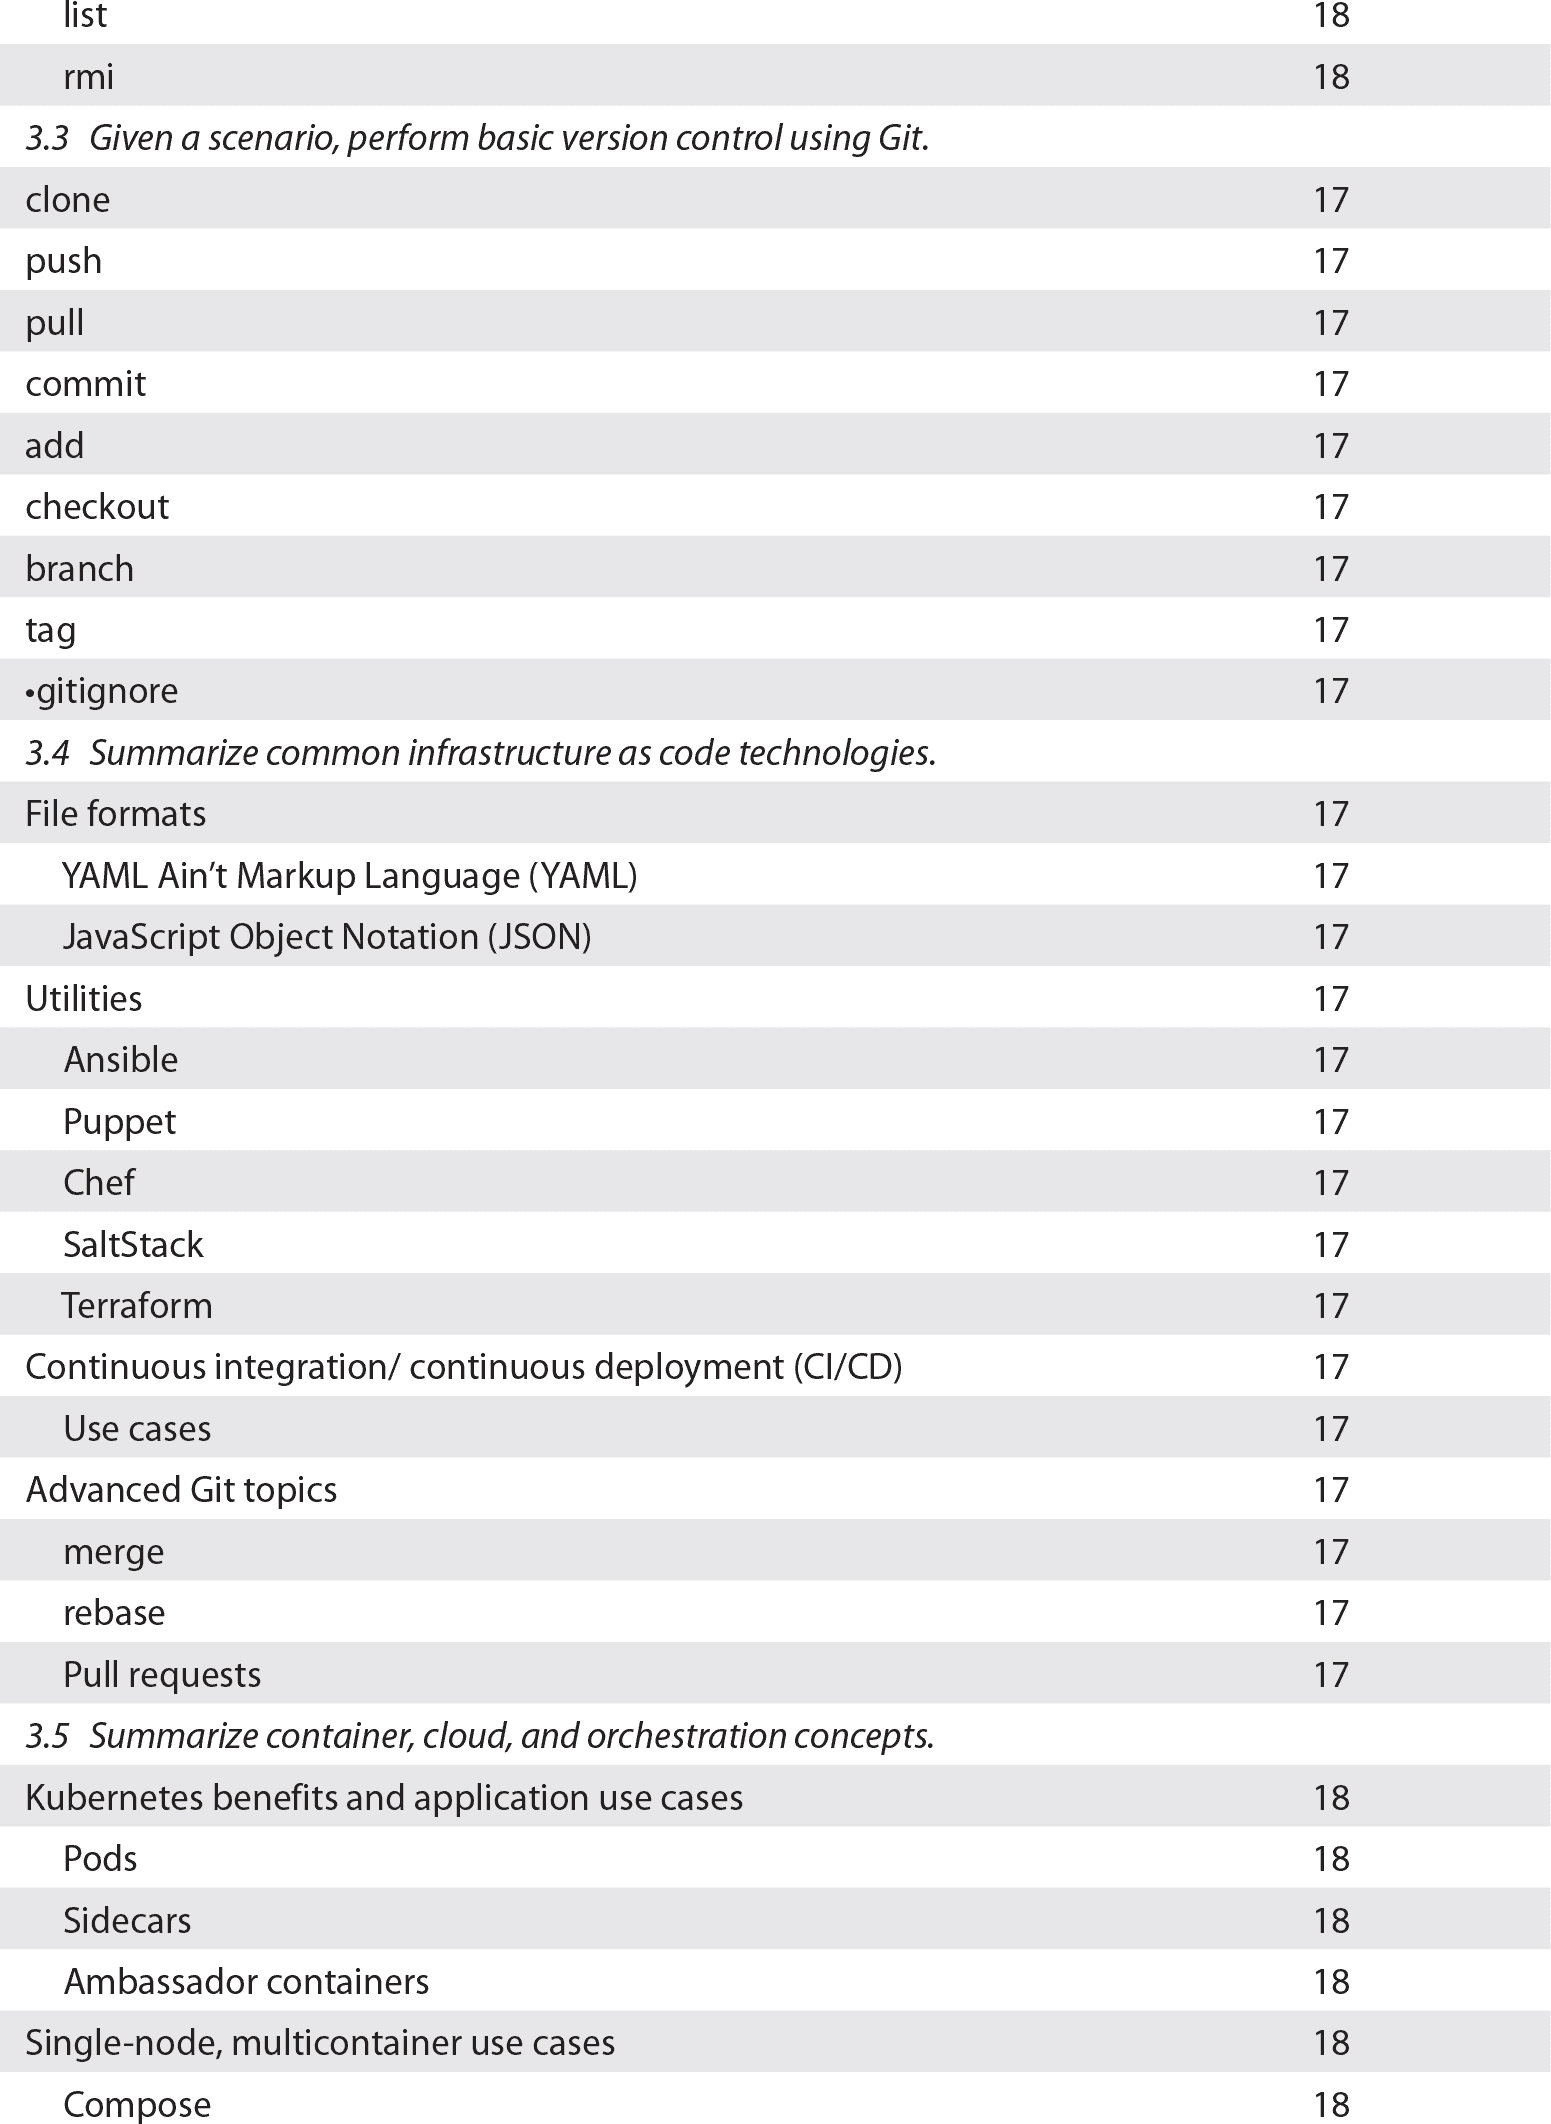 list 18
rmi 18
3.3 Given a scenario, perform basic version control using Git.
clone 17
push 17
pull 17
commit 17
add 17
checkout 17
branch 17
tag 17
•gitignore 17
3.4 Summarize common infrastructure as code technologies.
File formats 17
YAML Ain’t Markup Language (YAML) 17
JavaScript Object Notation (JSON) 17
Utilities 17
Ansible 17
Puppet 17
Chef 17
SaltStack 17
Terraform 17
Continuous integration/ continuous deployment (CI/CD) 17
Use cases 17
Advanced Git topics 17
merge 17
rebase 17
Pull requests 17
3.5 Summarize container, cloud, and orchestration concepts.
Kubernetes benefits and application use cases 18
Pods 18
Sidecars 18
Ambassador containers 18
Single-node, multicontainer use cases 18
Compose 18